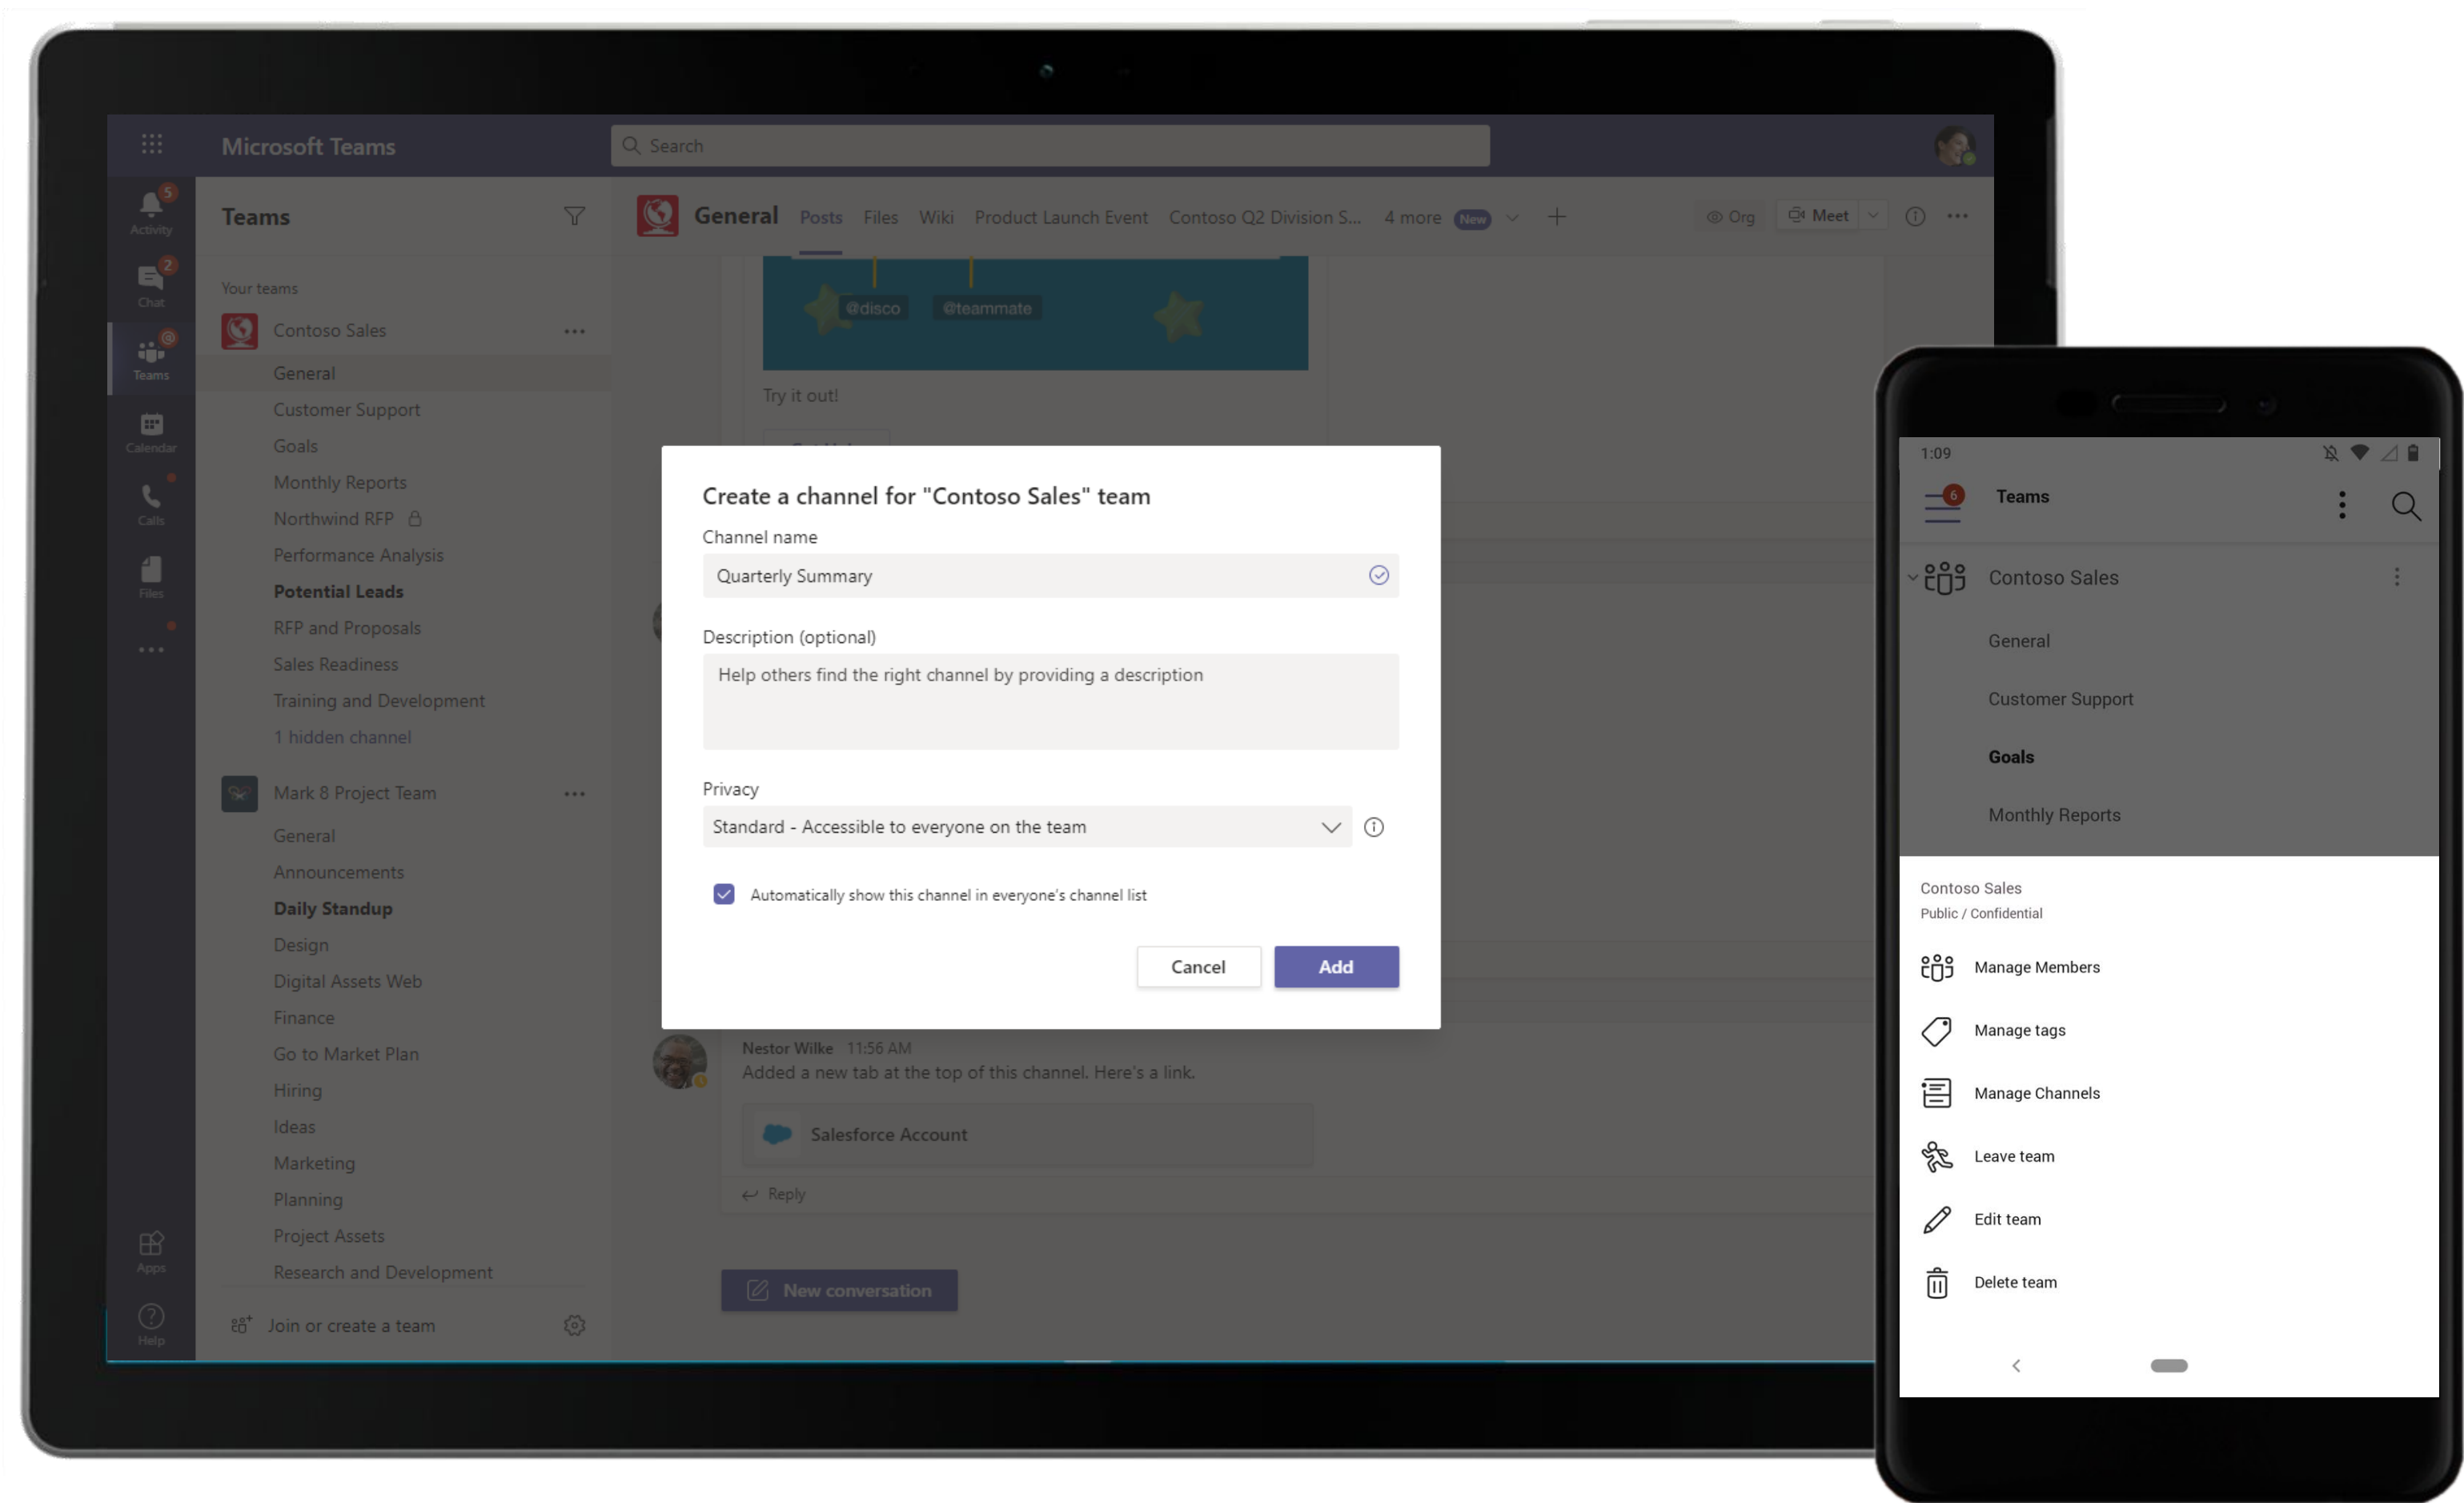 Microsoft Teams
Search
5
Activity
2
Chat
@
Teams
Calendar
Calls
Files
Apps
Help
Teams
Your teams
Contoso Sales
General
Customer Support
Goals
Monthly Reports
Northwind RFP
Performance Analysis
Potential Leads
RFP and Proposals
Sales Readiness
Training and Development
1 hidden channel
Mark 8 Project Team
General
Announcements
Daily Standup
Design
Digital Assets Web
Finance
Go to Market Plan
Hiring
Ideas
Marketing
Planning
Project Assets
Research and Development
Join or create a team
General Posts Files Wiki Product Launch Event Contoso Q2 Division S... 4 more New Org Meet
@disco @teammate
Try it out!
Create a channel for "Contoso Sales" team
Channel name
Quarterly Summary
Description (optional)
Help others find the right channel by providing a description
Privacy
Standard - Accessible to everyone on the team
Automatically show this channel in everyone's channel list
Cancel Add
Nestor Wilke 11:56 AM
Added a new tab at the top of this channel. Here's a link.
Salesforce Account
Reply
New conversation
1:09
6
Teams
Contoso Sales
General
Customer Support
Goals
Monthly Reports
Contoso Sales
Public / Confidential
Manage Members
Manage tags
Manage Channels
Leave team
Edit team
Delete team